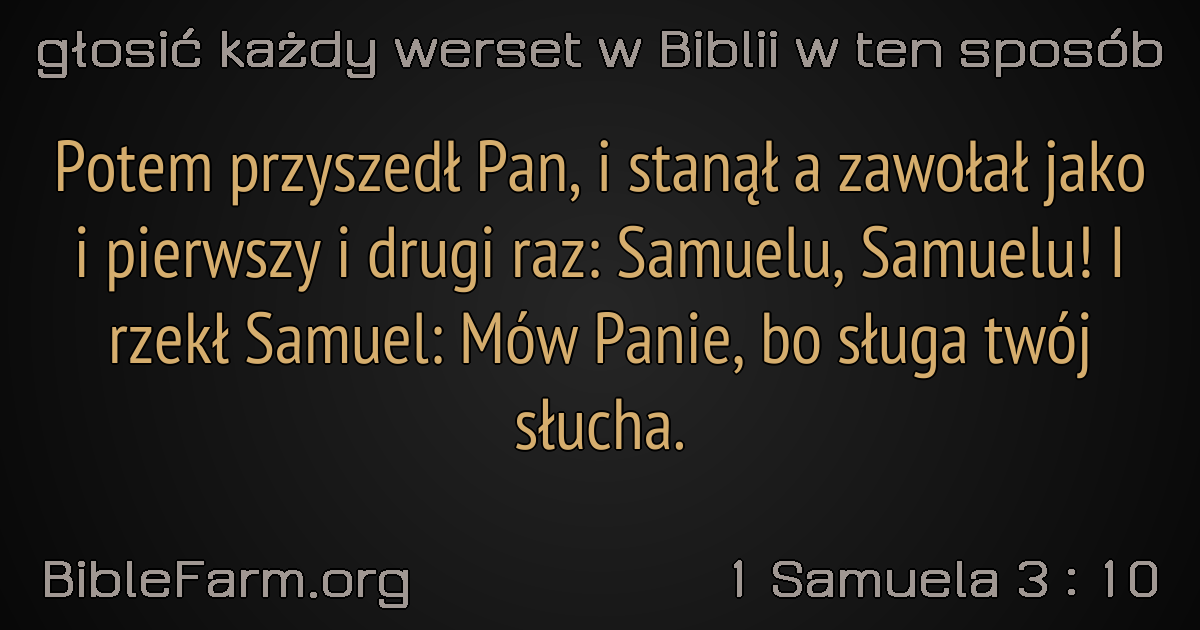 głosić każdy werset w Biblii w ten sposób
Potem przyszedł Pan, i stanął a zawołał jako
i pierwszy i drugi raz: Samuelu, Samuelu! I
rzekł Samuel: Mów Panie, bo sługa twój
słucha.
BibleFarm.org
1 Samuela 3 : 10